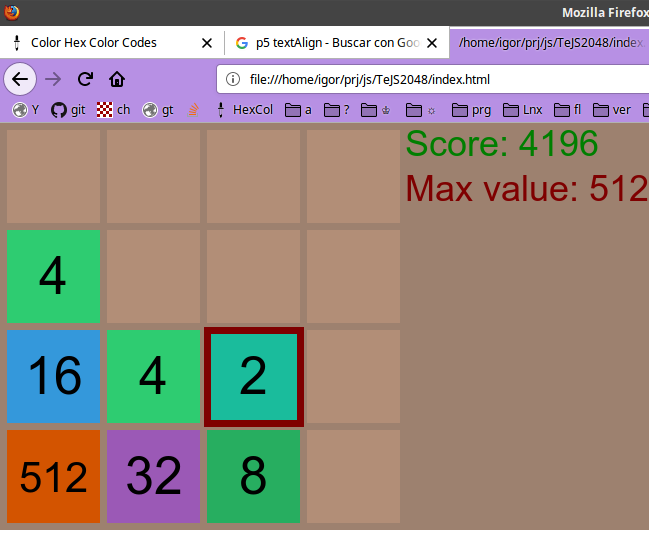 Mozilla Firefox
Color Hex Color Codes
p5 textAlign - Buscar con Goo
/home/igor/prj/js/TeJS2048/index.
file:///home/igor/prj/js/TeJS2048/index.html
Y git ch gt HexCol a ? ♔ ☼ prg Lnx fl ver
Score: 4196
Max value: 512
4
16 4 2
512 32 8